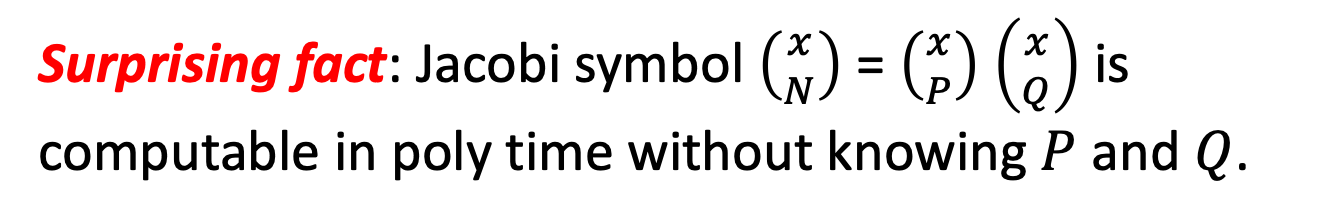 Surprising fact: Jacobi symbol (x/N) = (x/P) (x/Q) is
computable in poly time without knowing P and Q.